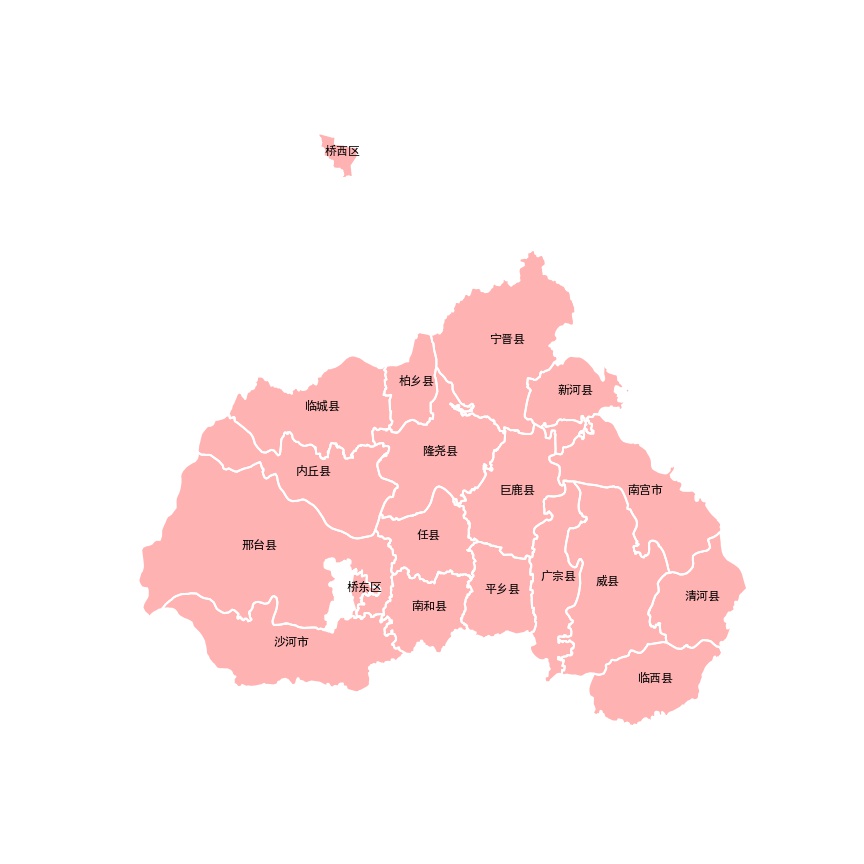 桥西区
宁晋县
柏乡县
新河县
临城县
隆尧县
内丘县
巨鹿县
南宫市
任县
邢台县
广宗县
威县
桥东区
平乡县
清河县
南和县
沙河市
临西县